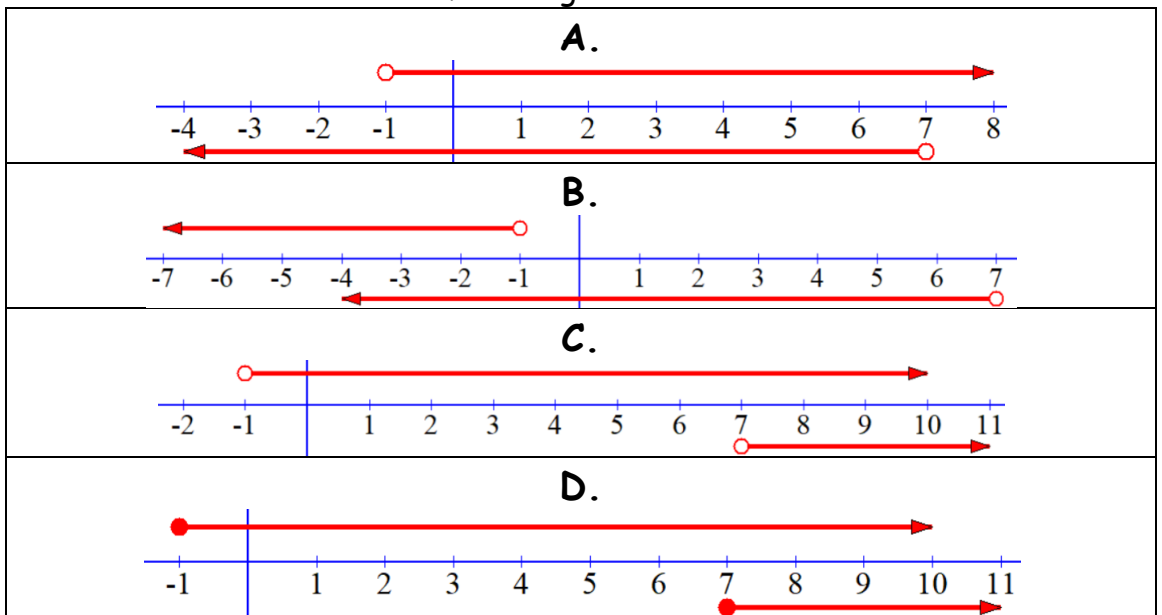 A.
-4 -3 -2 -1 1 2 3 4 5 6 7 8
B.
-7 -6 -5 -4 -3 -2 -1 1 2 3 4 5 6 7
C.
-2 -1 1 2 3 4 5 6 7 8 9 10 11
D.
-1 1 2 3 4 5 6 7 8 9 10 11